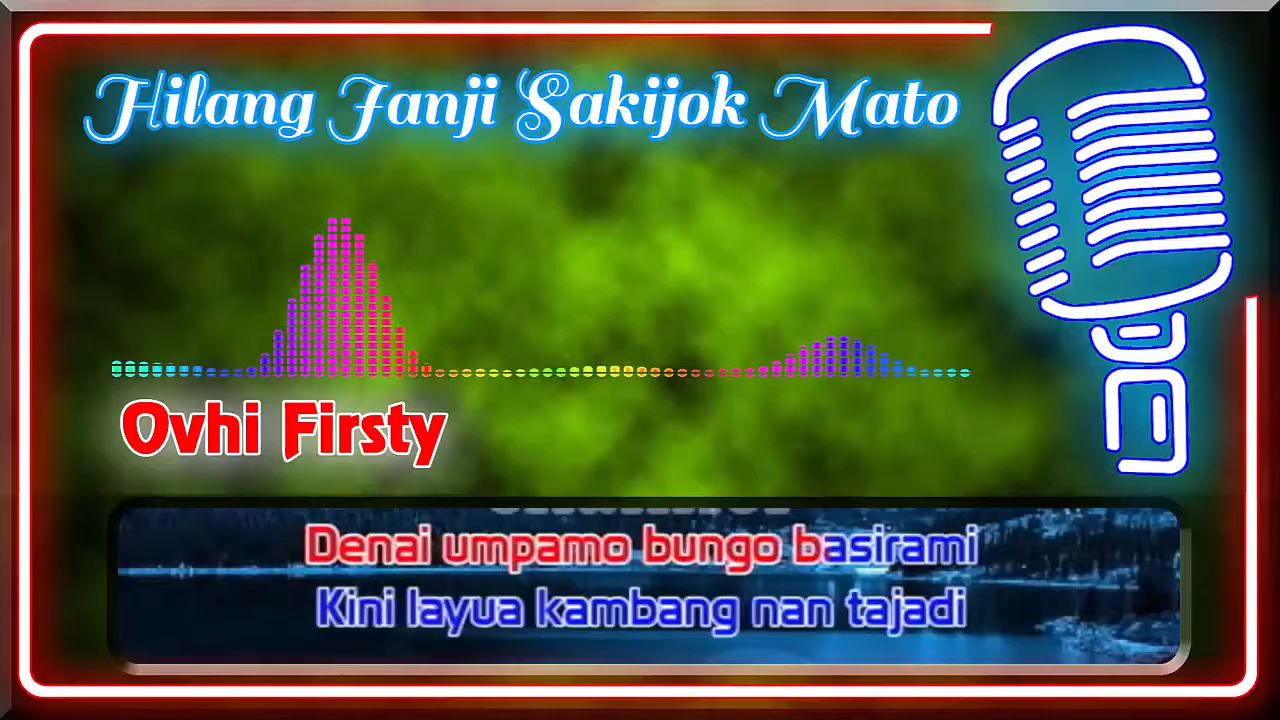 Hilang Janji Sakijok Mato
Ovhi Firsty
Denai umpamo bungo basirami
Kini layua kambang nan tajadi